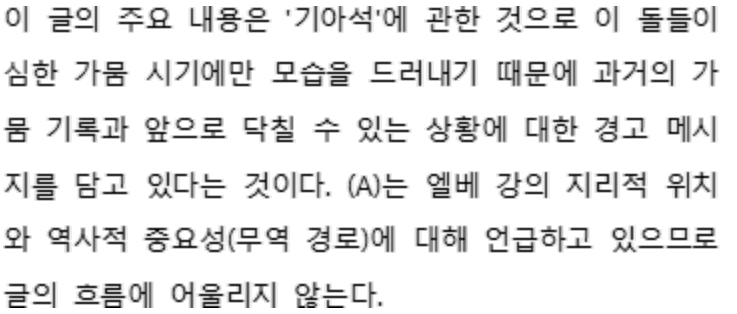 이 글의 주요 내용은 '기아석'에 관한 것으로 이 돌들이
심한 가뭄 시기에만 모습을 드러내기 때문에 과거의 가
뭄 기록과 앞으로 닥칠 수 있는 상황에 대한 경고 메시
지를 담고 있다는 것이다. (A)는 엘베 강의 지리적 위치
와 역사적 중요성(무역 경로)에 대해 언급하고 있으므로
글의 흐름에 어울리지 않는다.